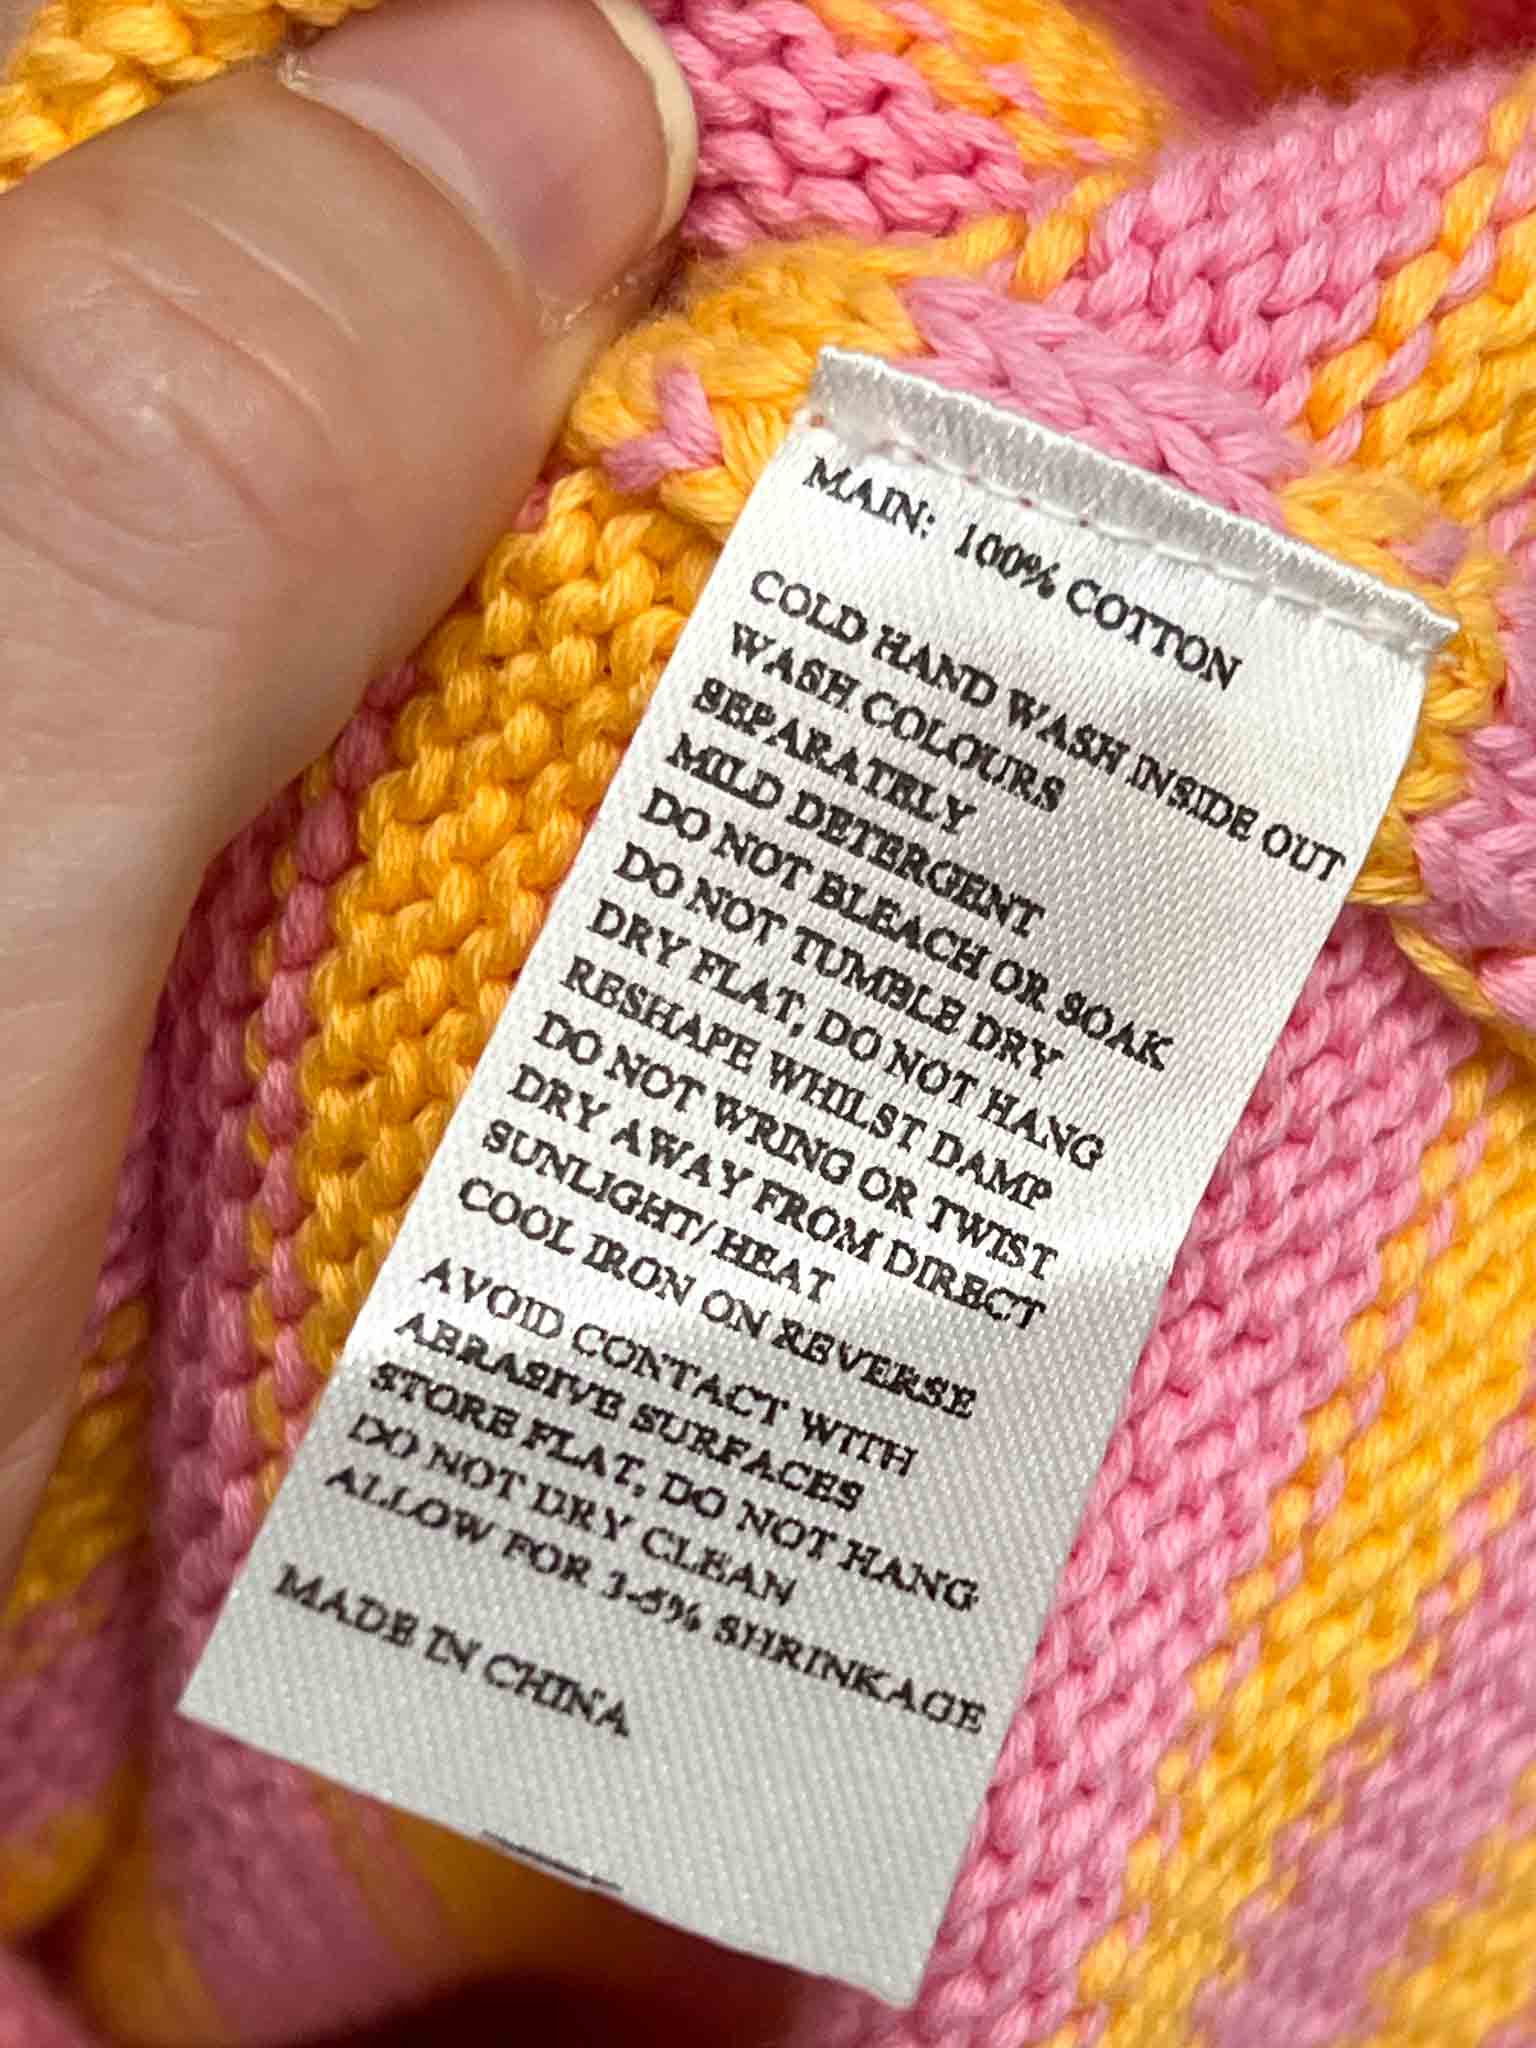 MAIN: 100% COTTON
COLD HAND WASH INSIDE OUT
WASH COLOURS
SEPARATELY
MILD DETERGENT
DO NOT BLEACH OR SOAK
DO NOT TUMBLE DRY
DRY FLAT, DO NOT HANG
RESHAPE WHILST DAMP
DO NOT WRING OR TWIST
DRY AWAY FROM DIRECT
SUNLIGHT/ HEAT
COOL IRON ON REVERSE
AVOID CONTACT WITH
ABRASIVE SURFACES
STORE FLAT, DO NOT HANG
DO NOT DRY CLEAN
ALLOW FOR 3-5% SHRINKAGE
MADE IN CHINA